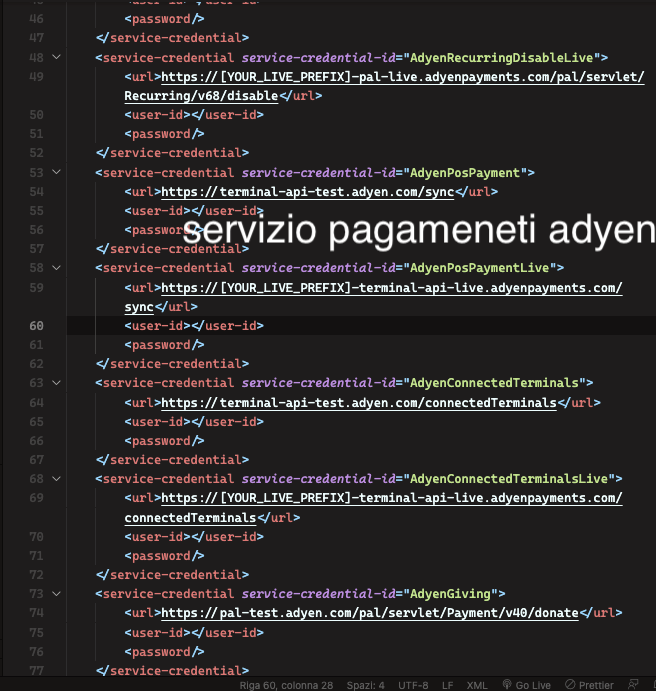 45 <user-id></user-id>
46 <password/>
47 </service-credential>
48 <service-credential service-credential-id="AdyenRecurringDisableLive">
49 <url>https://[YOUR_LIVE_PREFIX]-pal-live.adyenpayments.com/pal/servlet/
Recurring/v68/disable</url>
50 <user-id></user-id>
51 <password/>
52 </service-credential>
53 <service-credential service-credential-id="AdyenPosPayment">
54 <url>https://terminal-api-test.adyen.com/sync</url>
55 <user-id></user-id>
56 <password/>
servizio pagameneti adyen
57 </service-credential>
58 <service-credential service-credential-id="AdyenPosPaymentLive">
59 <url>https://[YOUR_LIVE_PREFIX]-terminal-api-live.adyenpayments.com/
sync</url>
60 <user-id></user-id>
61 <password/>
62 </service-credential>
63 <service-credential service-credential-id="AdyenConnectedTerminals">
64 <url>https://terminal-api-test.adyen.com/connectedTerminals</url>
65 <user-id></user-id>
66 <password/>
67 </service-credential>
68 <service-credential service-credential-id="AdyenConnectedTerminalsLive">
69 <url>https://[YOUR_LIVE_PREFIX]-terminal-api-live.adyenpayments.com/
connectedTerminals</url>
70 <user-id></user-id>
71 <password/>
72 </service-credential>
73 <service-credential service-credential-id="AdyenGiving">
74 <url>https://pal-test.adyen.com/pal/servlet/Payment/v40/donate</url>
75 <user-id></user-id>
76 <password/>
77 </service-credential>
Riga 60, colonna 28 Spazi: 4 UTF-8 LF XML Go Live Prettier